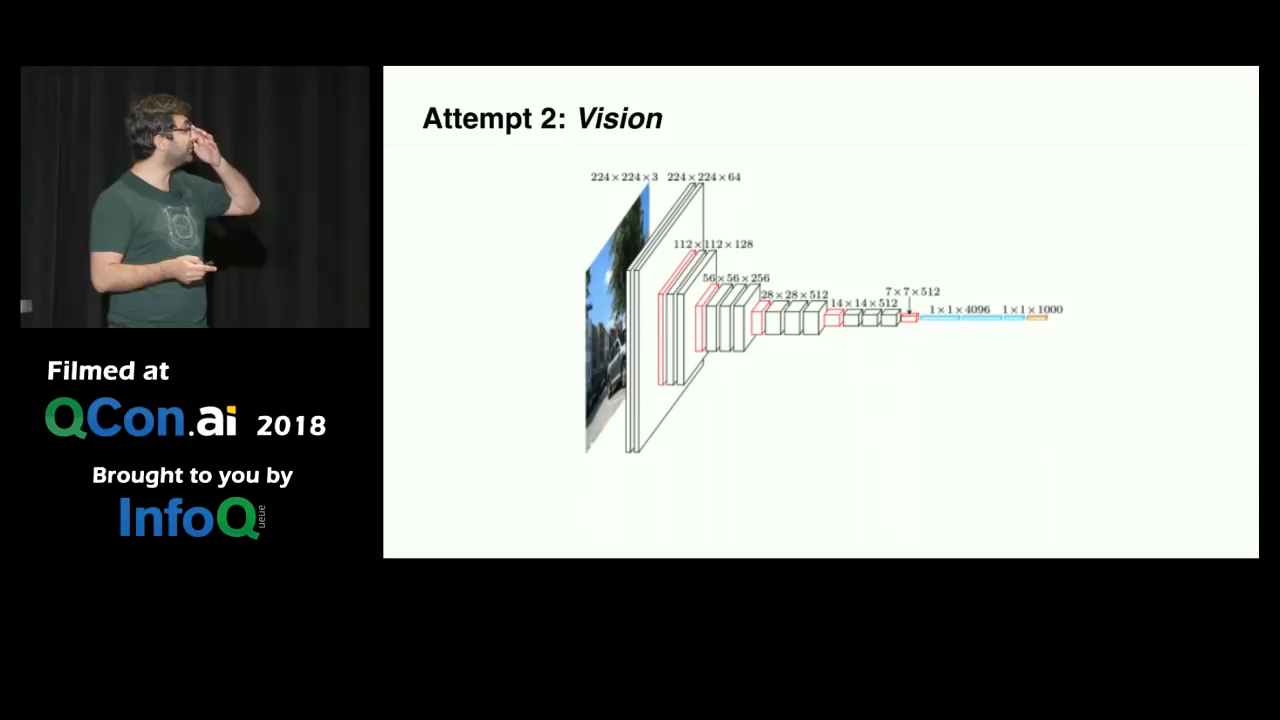 Attempt 2: Vision
224×224×3 224×224×64
112×112×128
56×56×256
28×28×512
14×14×512
7×7×512
1×1×4096 1×1×1000
Filmed at
QCon.ai 2018
Brought to you by
InfoQ
ueue